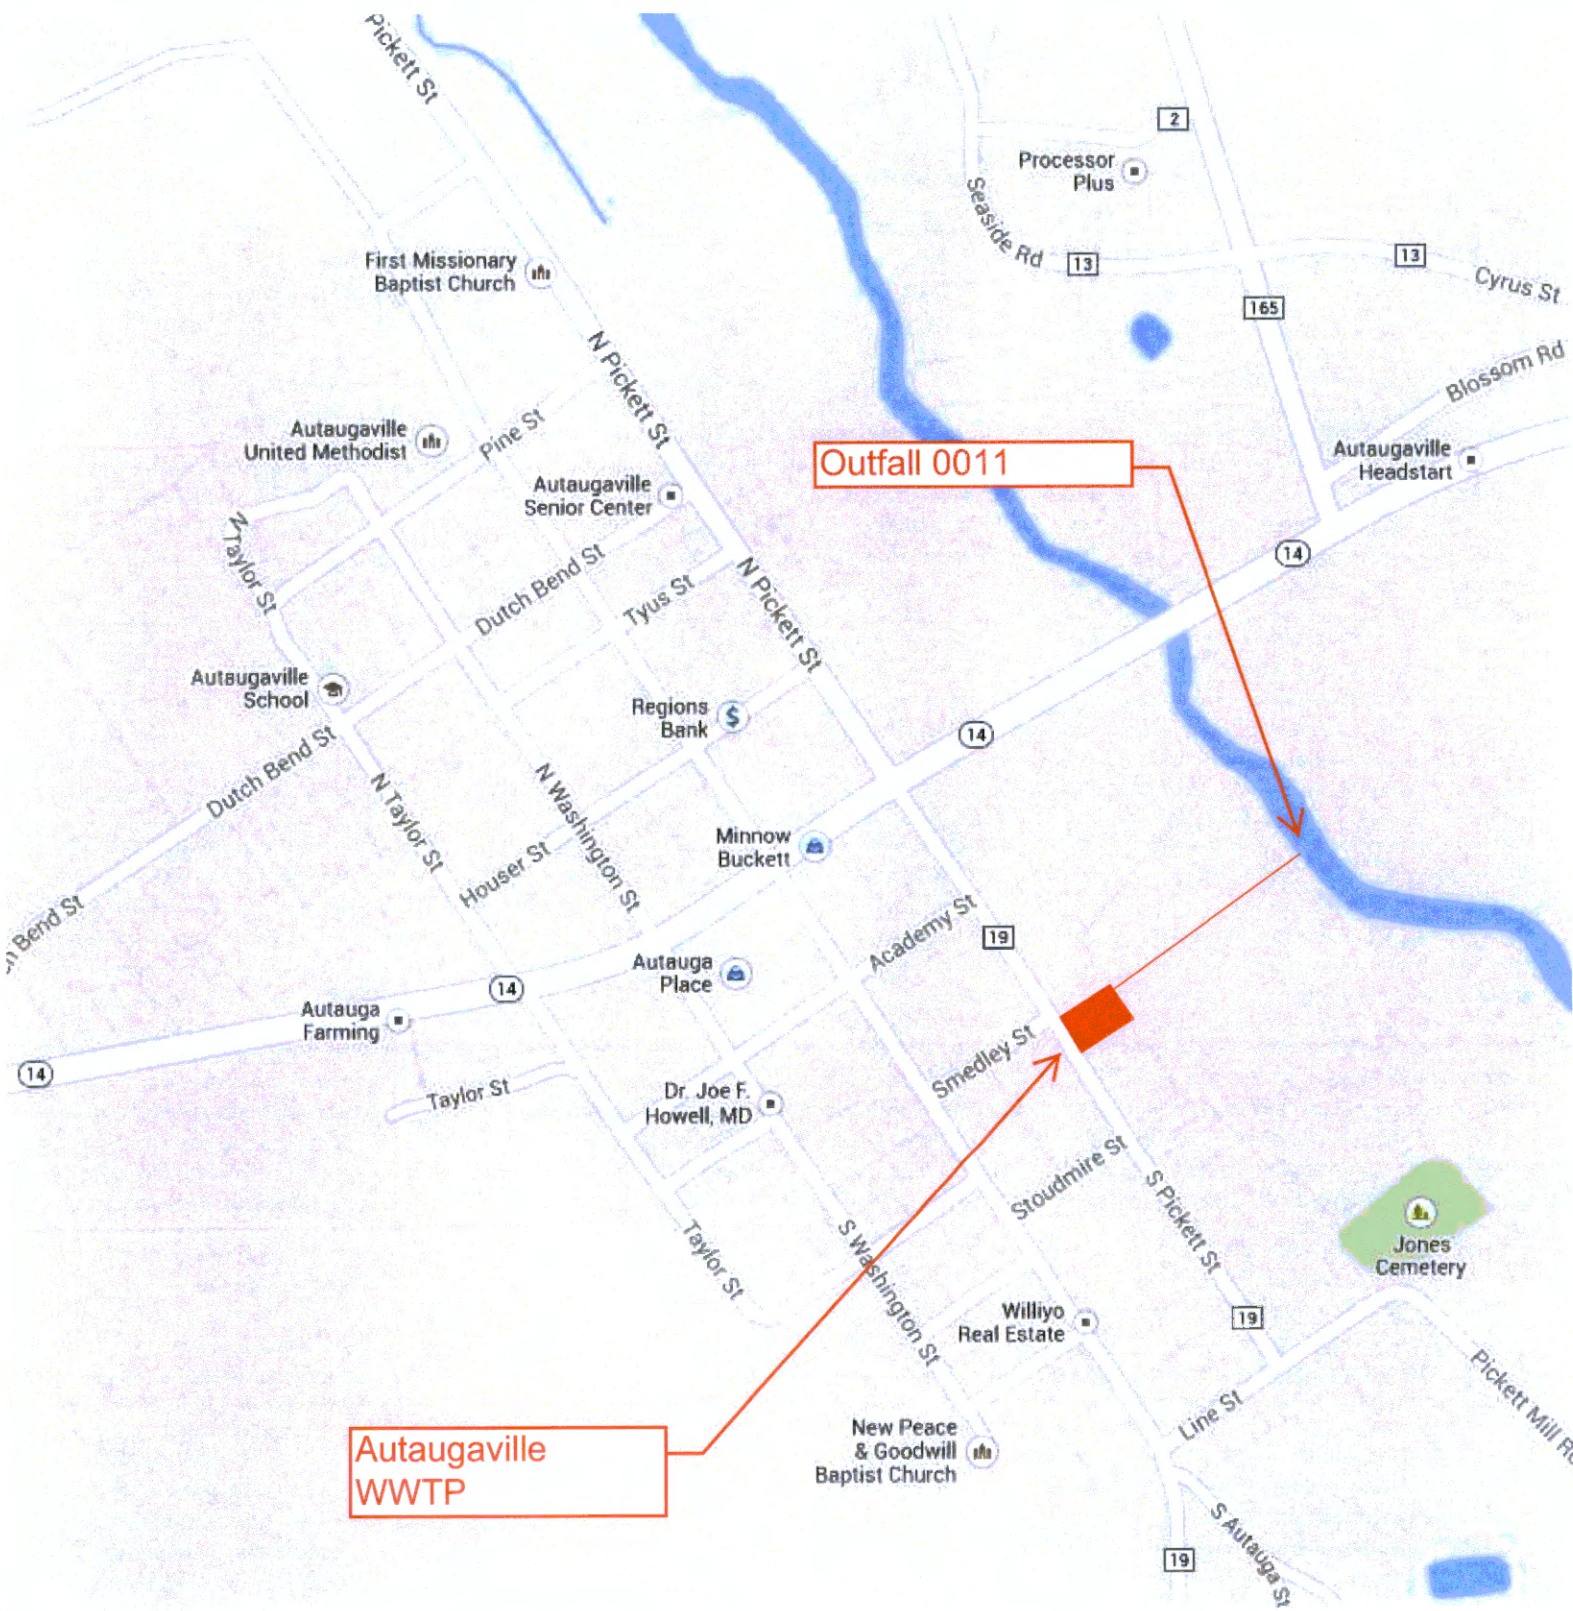 Pickett St
2
Processor
Plus
Seaside Rd
13
13
Cyrus St
First Missionary
Baptist Church
165
N Pickett St
Blossom Rd
Autaugaville
United Methodist
Pine St
Outfall 0011
Autaugaville
Headstart
Autaugaville
Senior Center
N Taylor St
14
Dutch Bend St
Tyus St
N Pickett St
Autaugaville
School
Regions
Bank
$
14
Dutch Bend St
N Taylor St
N Washington St
Minnow
Buckett
Houser St
Bend St
Academy St
19
Autauga
Place
14
Autauga
Farming
Smedley St
14
Taylor St
Dr. Joe F.
Howell, MD
Stoudmire St
S Pickett St
Jones
Cemetery
Taylor St
S Washington St
Williyo
Real Estate
19
Pickett Mill Rd
Line St
Autaugaville
WWTP
New Peace
& Goodwill
Baptist Church
S Autauga St
19